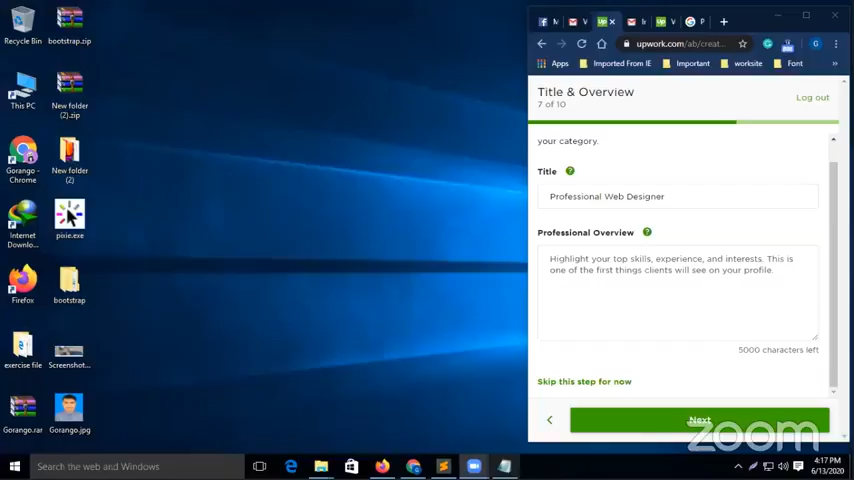 Recycle Bin
bootstrap.zip
This PC
New folder
(2).zip
Gorango -
Chrome
New folder
(2)
Internet
Downlo...
pixie.exe
Firefox
bootstrap
exercise file
Screenshot...
Gorango.rar
Gorango.jpg
Up
Up
upwork.com/ab/creat...
G
Apps
Imported From IE
Important
worksite
Font
»
Title & Overview
7 of 10
Log out
your category.
Title
Professional Web Designer
Professional Overview
Highlight your top skills, experience, and interests. This is
one of the first things clients will see on your profile.
5000 characters left
Skip this step for now
Next
zoom
Search the web and Windows
4:17 PM
6/13/2020